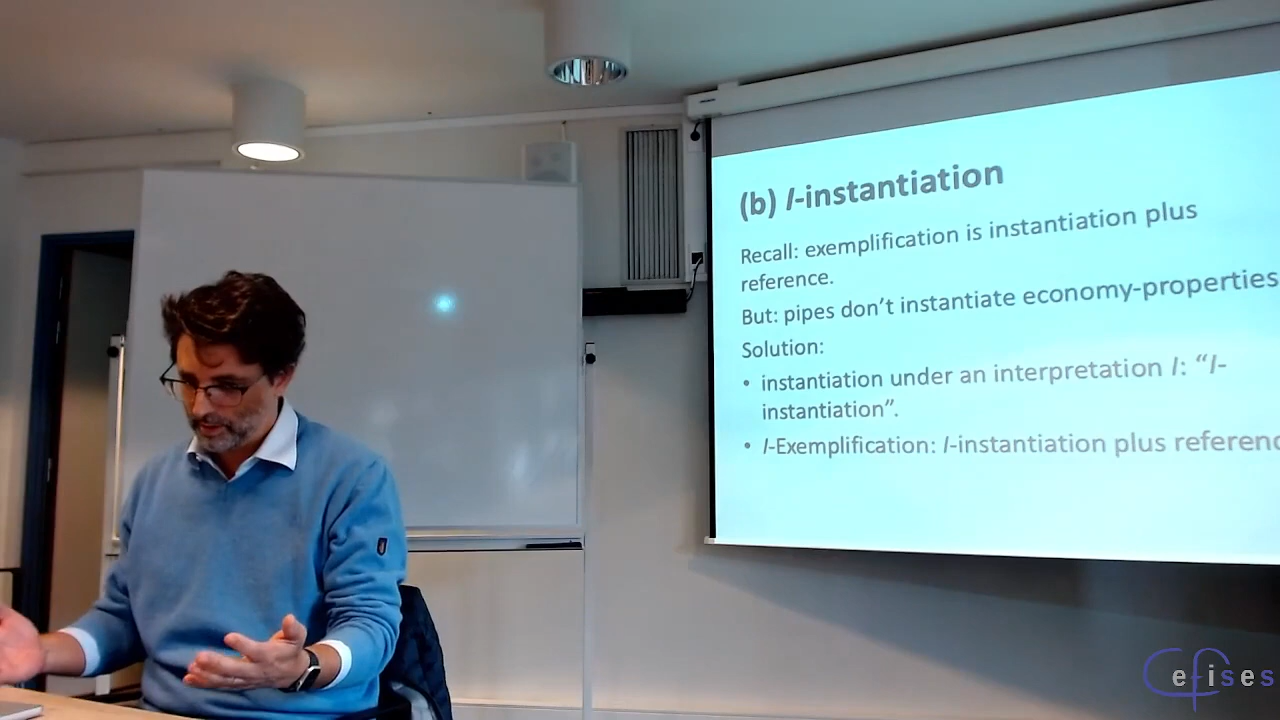 (b) I-instantiation
Recall: exemplification is instantiation plus
reference.
But: pipes don't instantiate economy-properties
Solution:
• instantiation under an interpretation I: “I-
instantiation”.
• I-Exemplification: I-instantiation plus referenc
Cefises